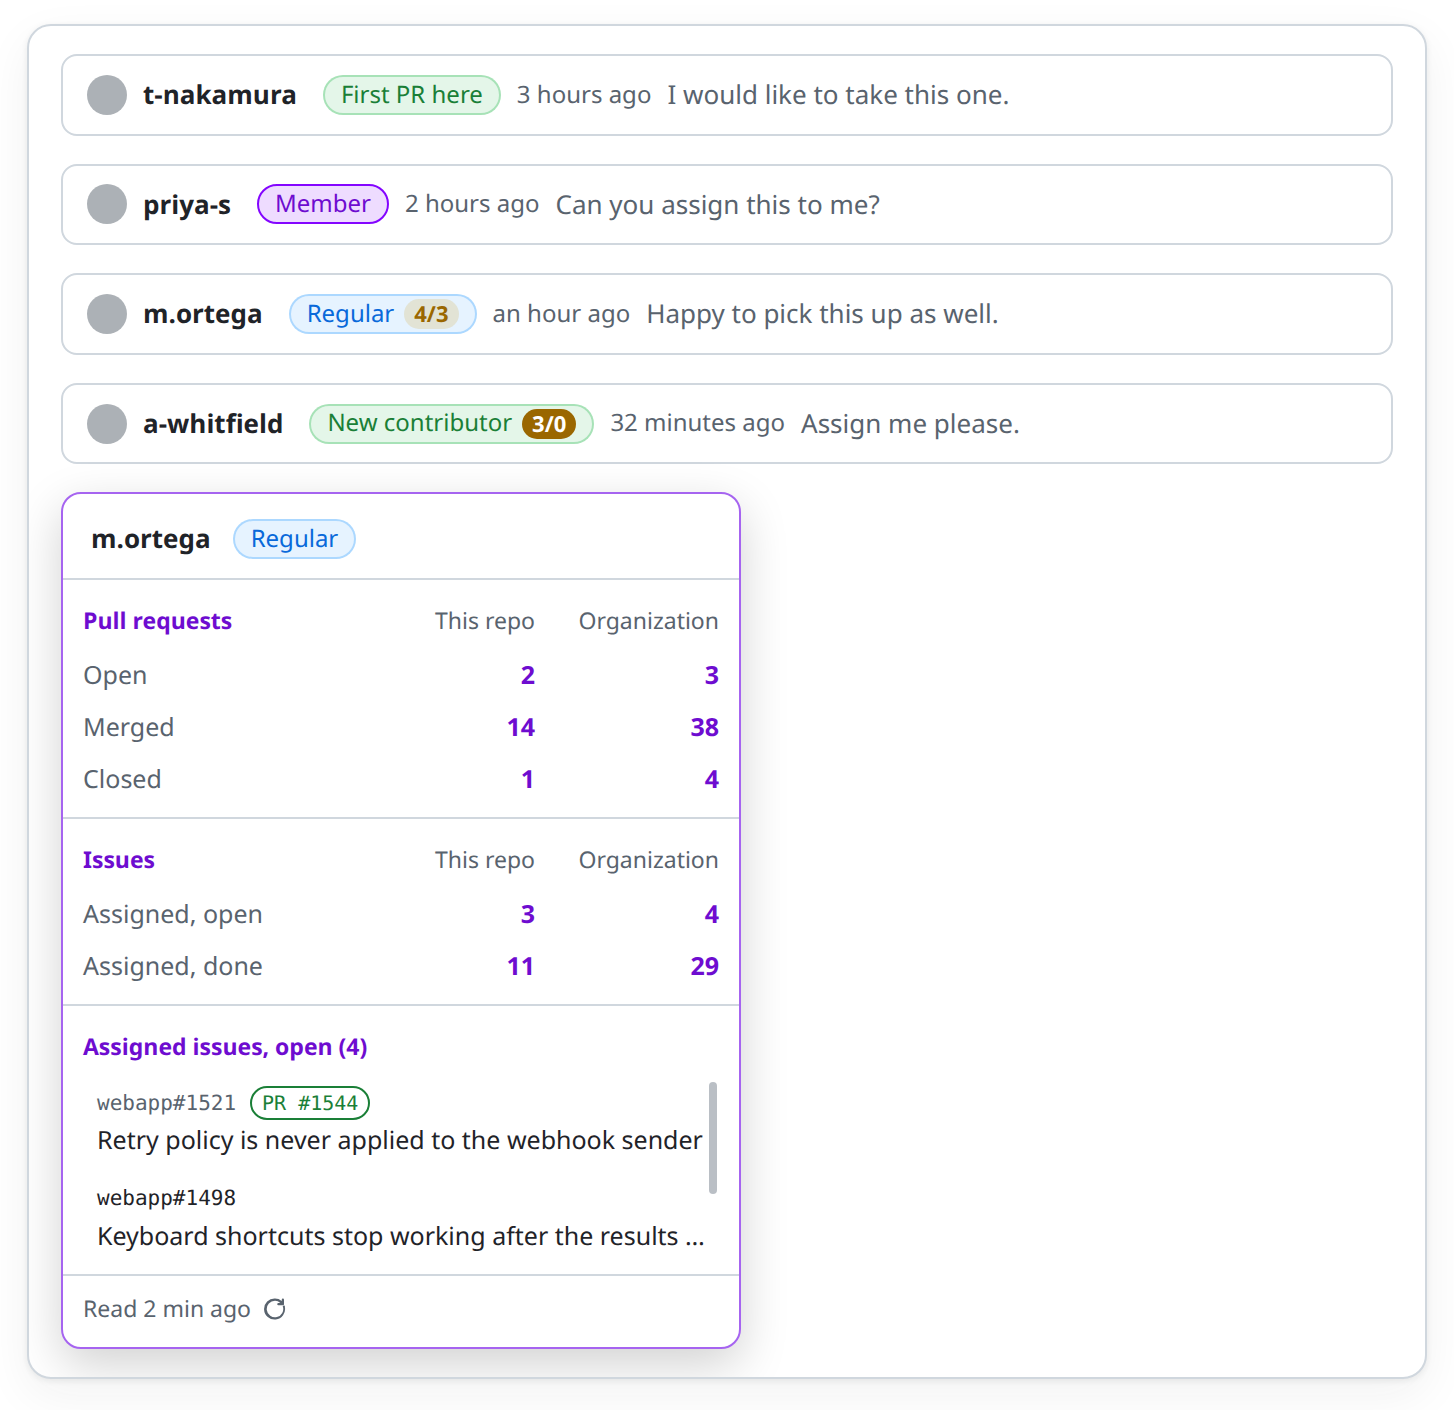 t-nakamura First PR here 3 hours ago I would like to take this one.
priya-s Member 2 hours ago Can you assign this to me?
m.ortega Regular 4/3 an hour ago Happy to pick this up as well.
a-whitfield New contributor 3/0 32 minutes ago Assign me please.
m.ortega Regular
Pull requests This repo Organization
Open 2 3
Merged 14 38
Closed 1 4
Issues This repo Organization
Assigned, open 3 4
Assigned, done 11 29
Assigned issues, open (4)
webapp#1521 PR #1544
Retry policy is never applied to the webhook sender
webapp#1498
Keyboard shortcuts stop working after the results ...
Read 2 min ago